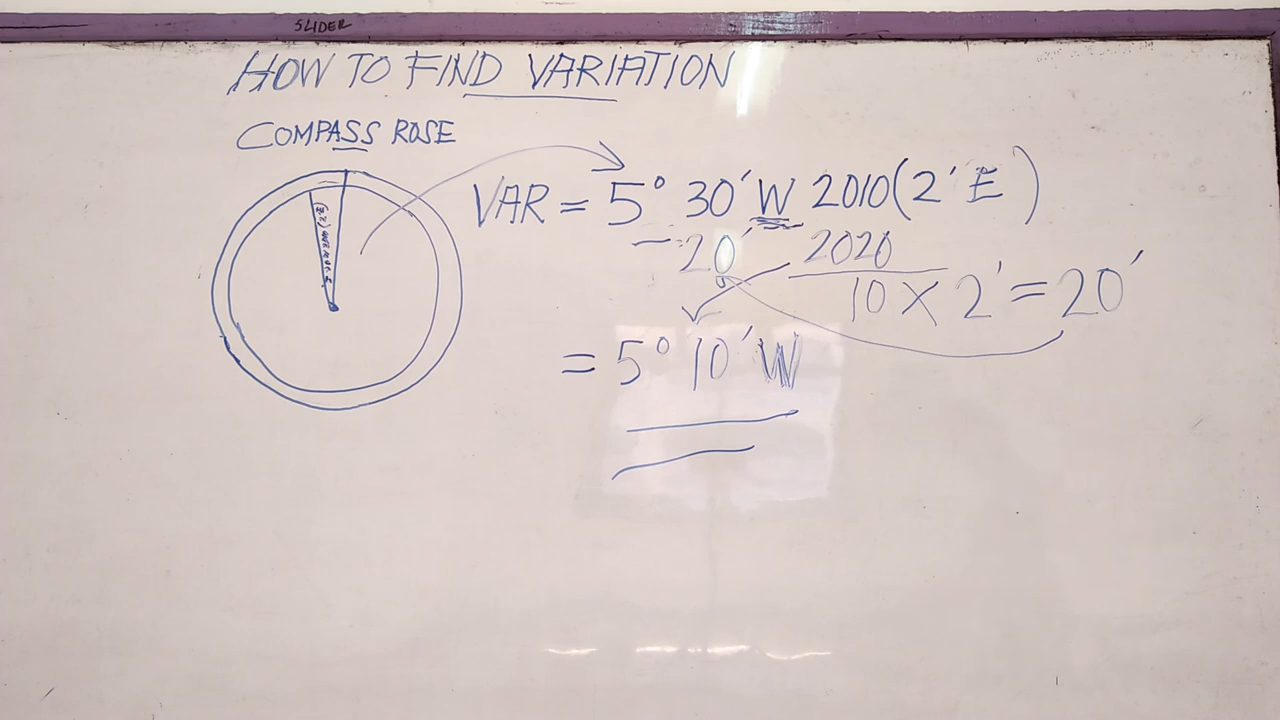 SLIDER
HOW TO FIND VARIATION
COMPASS ROSE
VAR = 5° 30' W 2010 (2' E)
- 20' 2020
10 X 2' = 20'
= 5° 10' W